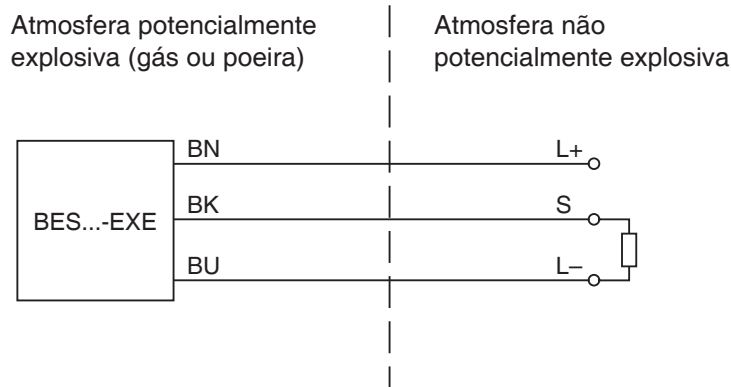 Atmosfera potencialmente
explosiva (gás ou poeira)
Atmosfera não
potencialmente explosiva
BN
L+
BES...-EXE
BK
S
BU
L–